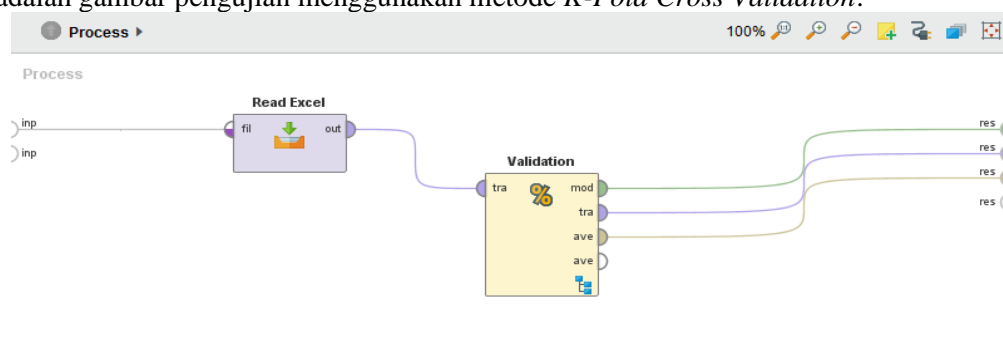 adalah gambar pengujian menggunakan metode K-Fold Cross Validation.
Process
100%
Process
inp
inp
Read Excel
fil
out
Validation
tra
mod
tra
ave
ave
res
res
res
res